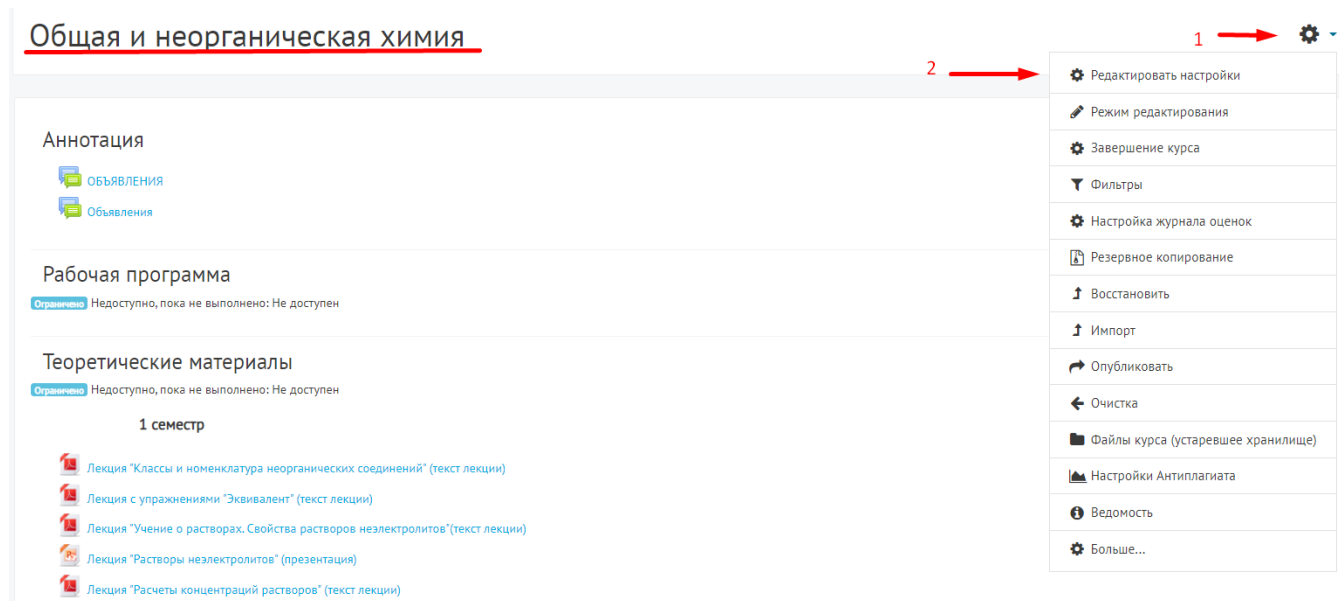 Общая и неорганическая химия
1
2
Редактировать настройки
Режим редактирования
Завершение курса
Фильтры
Настройка журнала оценок
Резервное копирование
Восстановить
Импорт
Опубликовать
Очистка
Файлы курса (устаревшее хранилище)
Настройки Антиплагиата
Ведомость
Больше...
Аннотация
ОБЪЯВЛЕНИЯ
Объявления
Рабочая программа
Ограничено Недоступно, пока не выполнено: Не доступен
Теоретические материалы
Ограничено Недоступно, пока не выполнено: Не доступен
1 семестр
Лекция "Классы и номенклатура неорганических соединений" (текст лекции)
Лекция с упражнениями "Эквивалент" (текст лекции)
Лекция "Учение о растворах. Свойства растворов неэлектролитов"(текст лекции)
Лекция "Растворы неэлектролитов" (презентация)
Лекция "Расчеты концентраций растворов" (текст лекции)